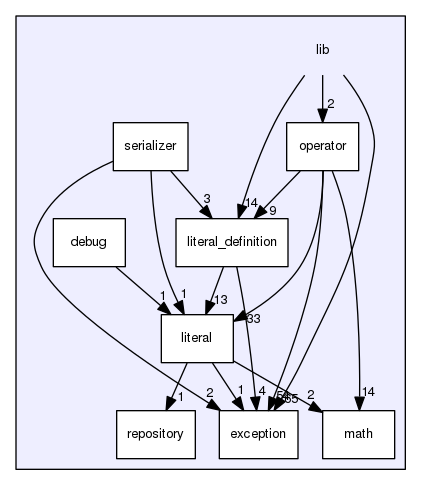 lib
2
serializer
operator
3
14
9
debug
literal_definition
1
1
13
33
literal
1
2
1
4
2
14
repository
exception
math